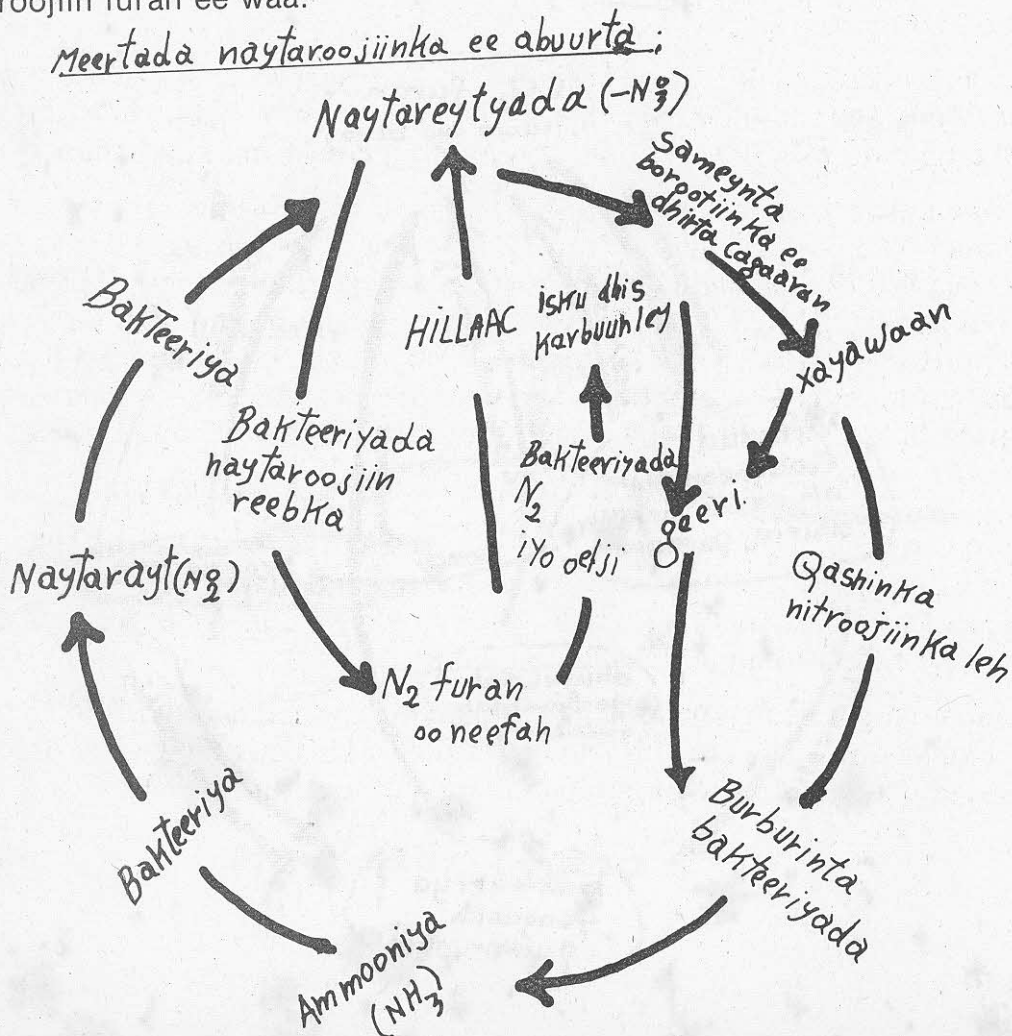 roojiin furan ee waa.
Meertada naytaroojiinka ee abuurta:
Naytareytyada (-NO3)
Sameynta
borootiinka ee
dhirta cagaaran
Bakteeriya
HILLAAC
isku dhis
karbuuhley
xayawaan
Bakteeriyada
naytaroojiin
reebka
Bakteeriyada
N2
iyo oelji
geeri
Naytarayt (NO2)
Qashinka
nitroojiinka leh
N2 furan
oo neefah
Bakteeriya
Burburinta
bakteeriyada
Ammooniya
(NH3)